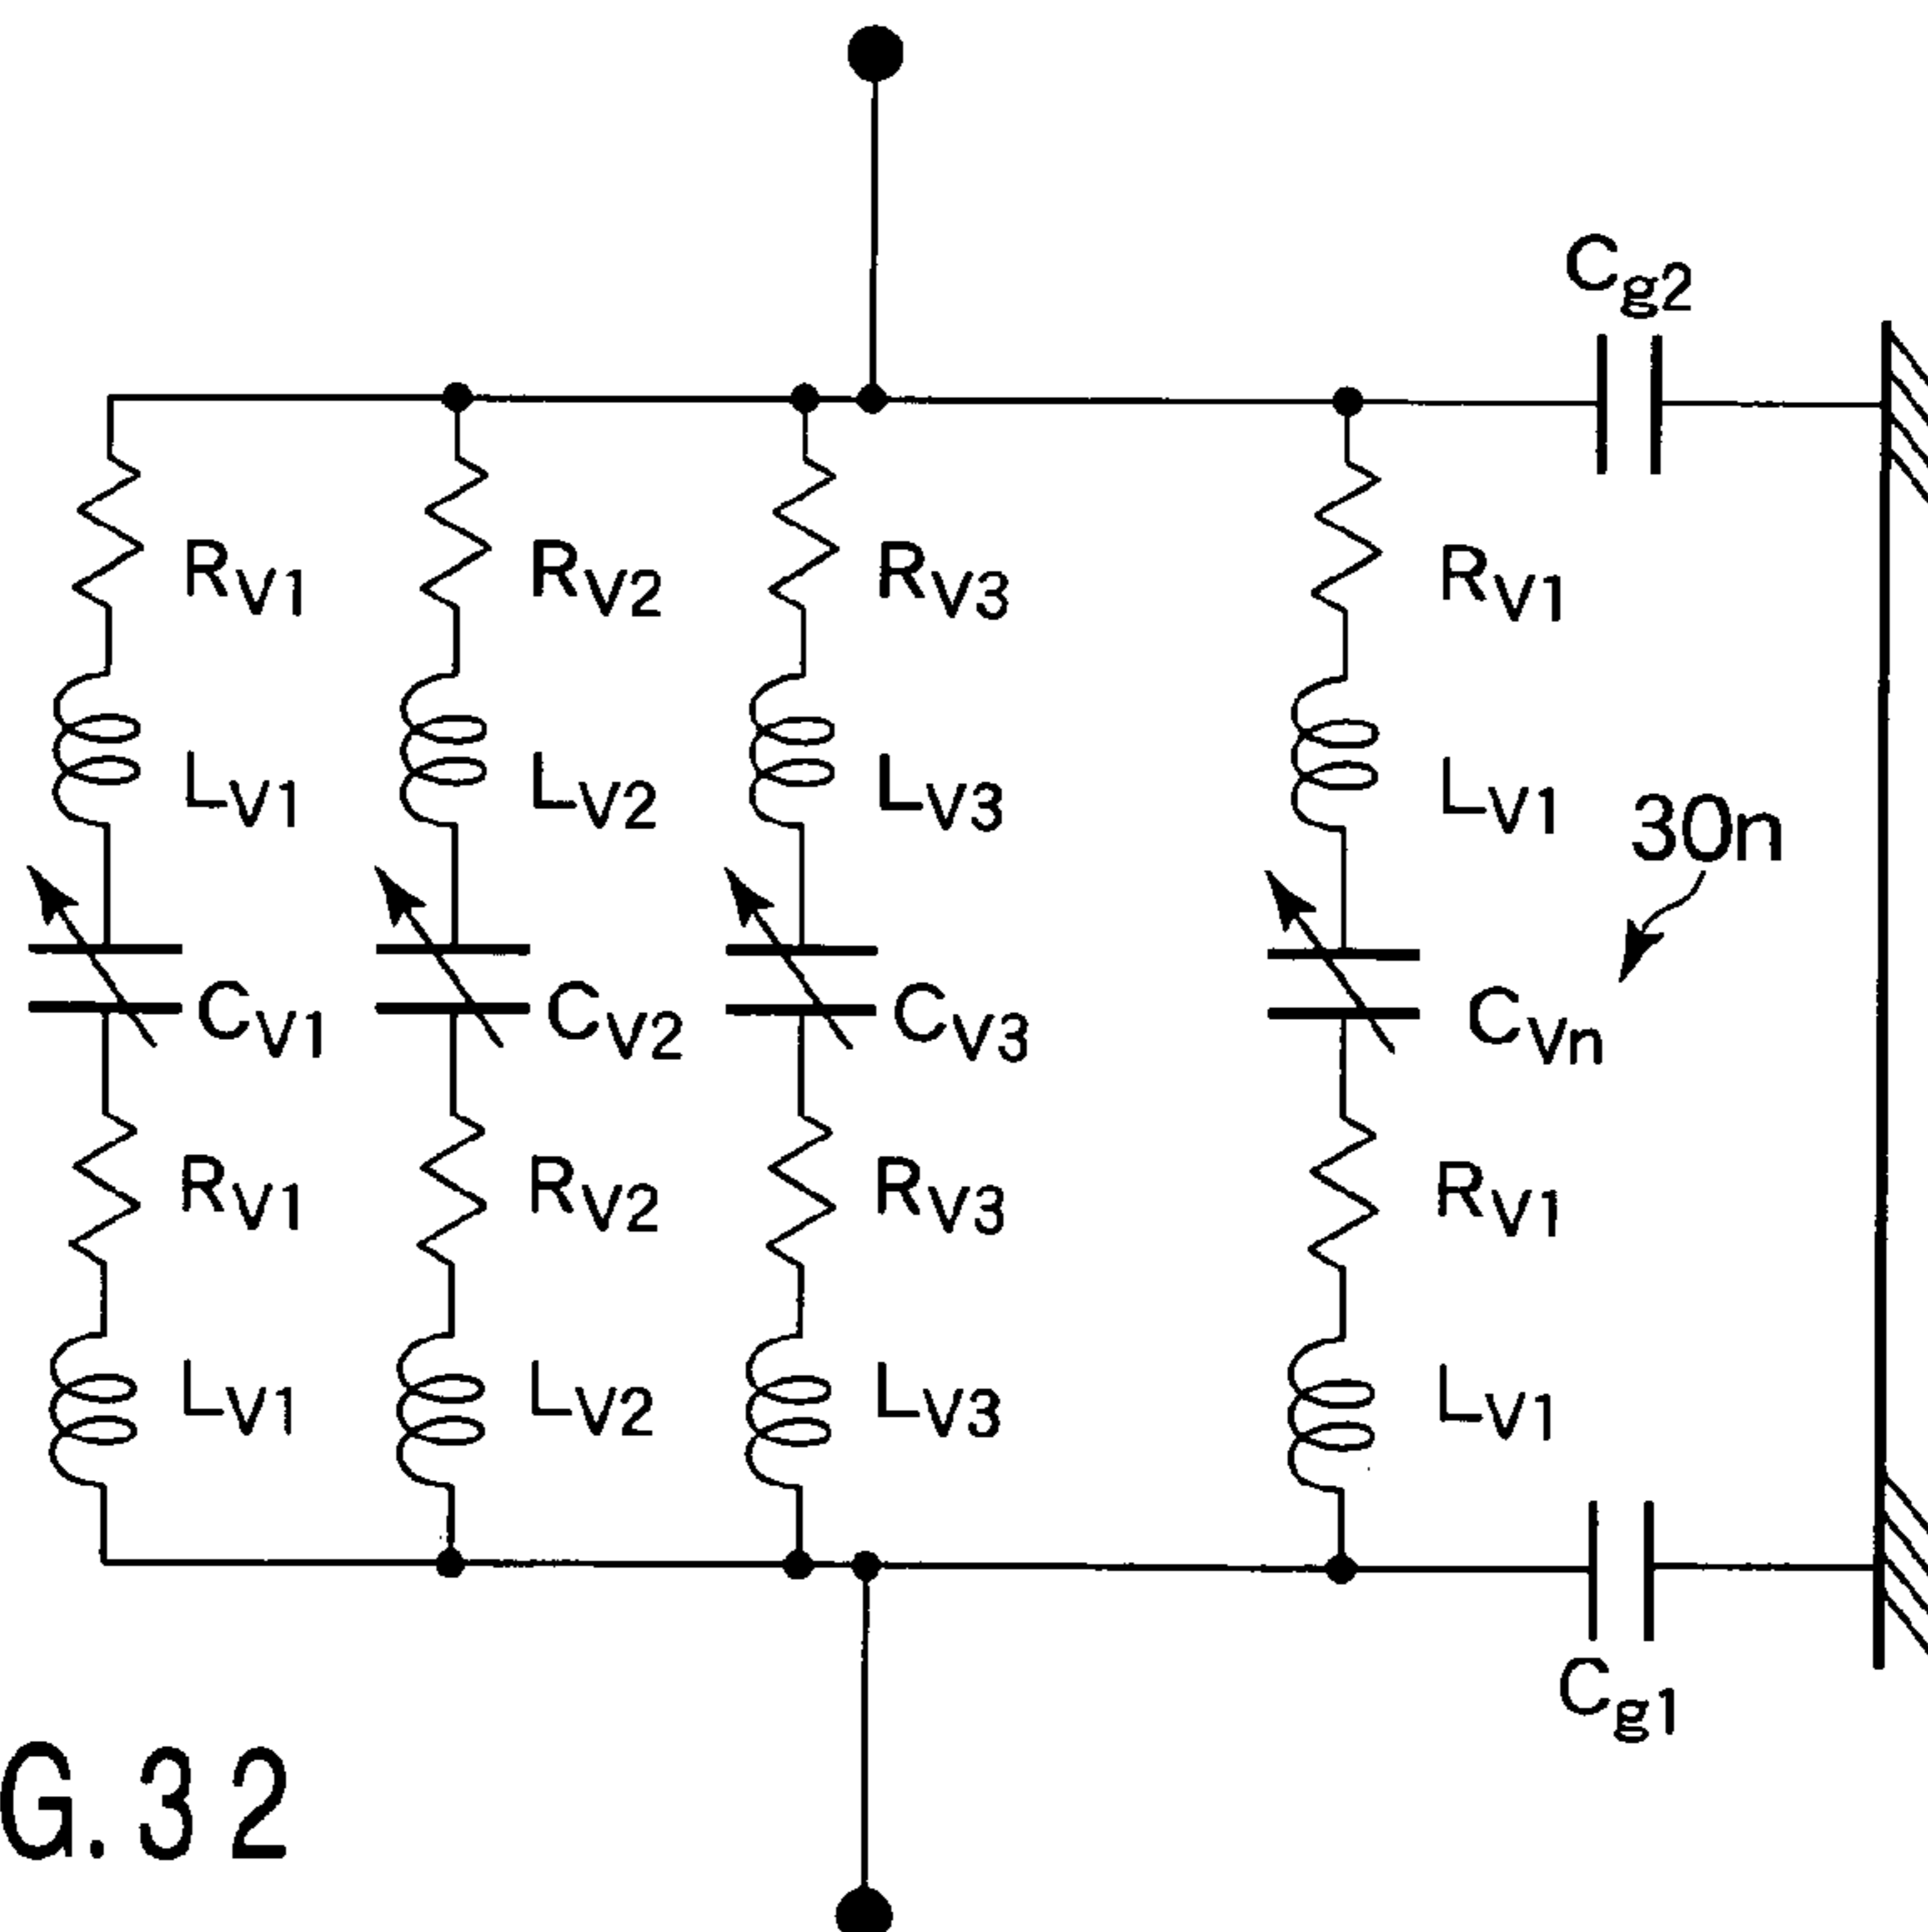 Cg2
RV1 RV2 RV3 RV1
LV1 LV2 LV3 LV1
30n
CV1 CV2 CV3 CVn
RV1 RV2 RV3 RV1
LV1 LV2 LV3 LV1
Cg1
G.32